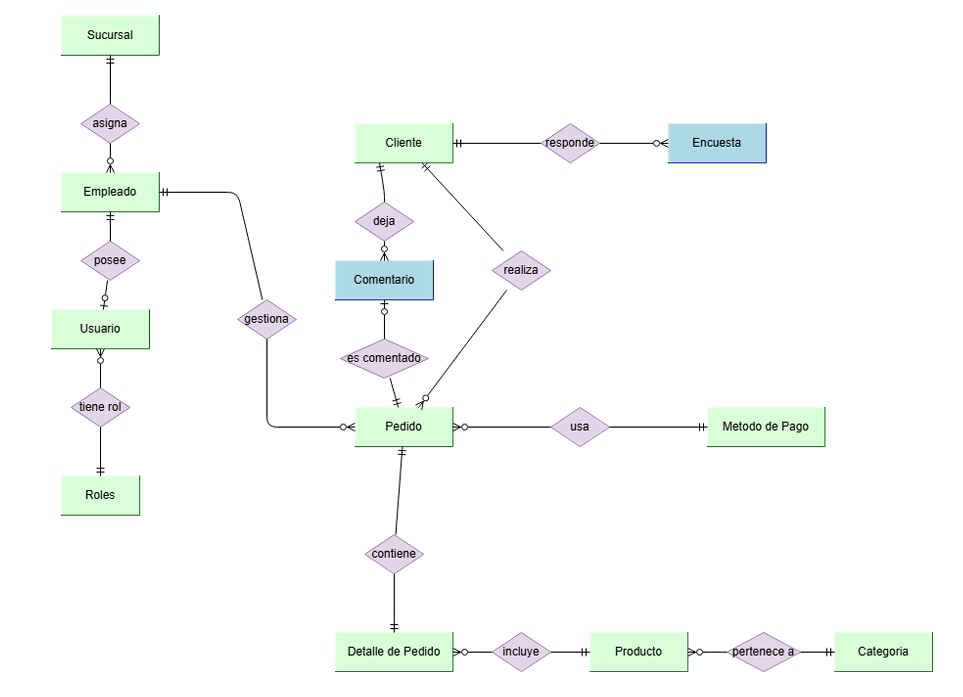 Sucursal
asigna
Cliente
responde
Encuesta
Empleado
deja
posee
realiza
Comentario
gestiona
Usuario
es comentado
tiene rol
Pedido
usa
Metodo de Pago
Roles
contiene
Detalle de Pedido
incluye
Producto
pertenece a
Categoria